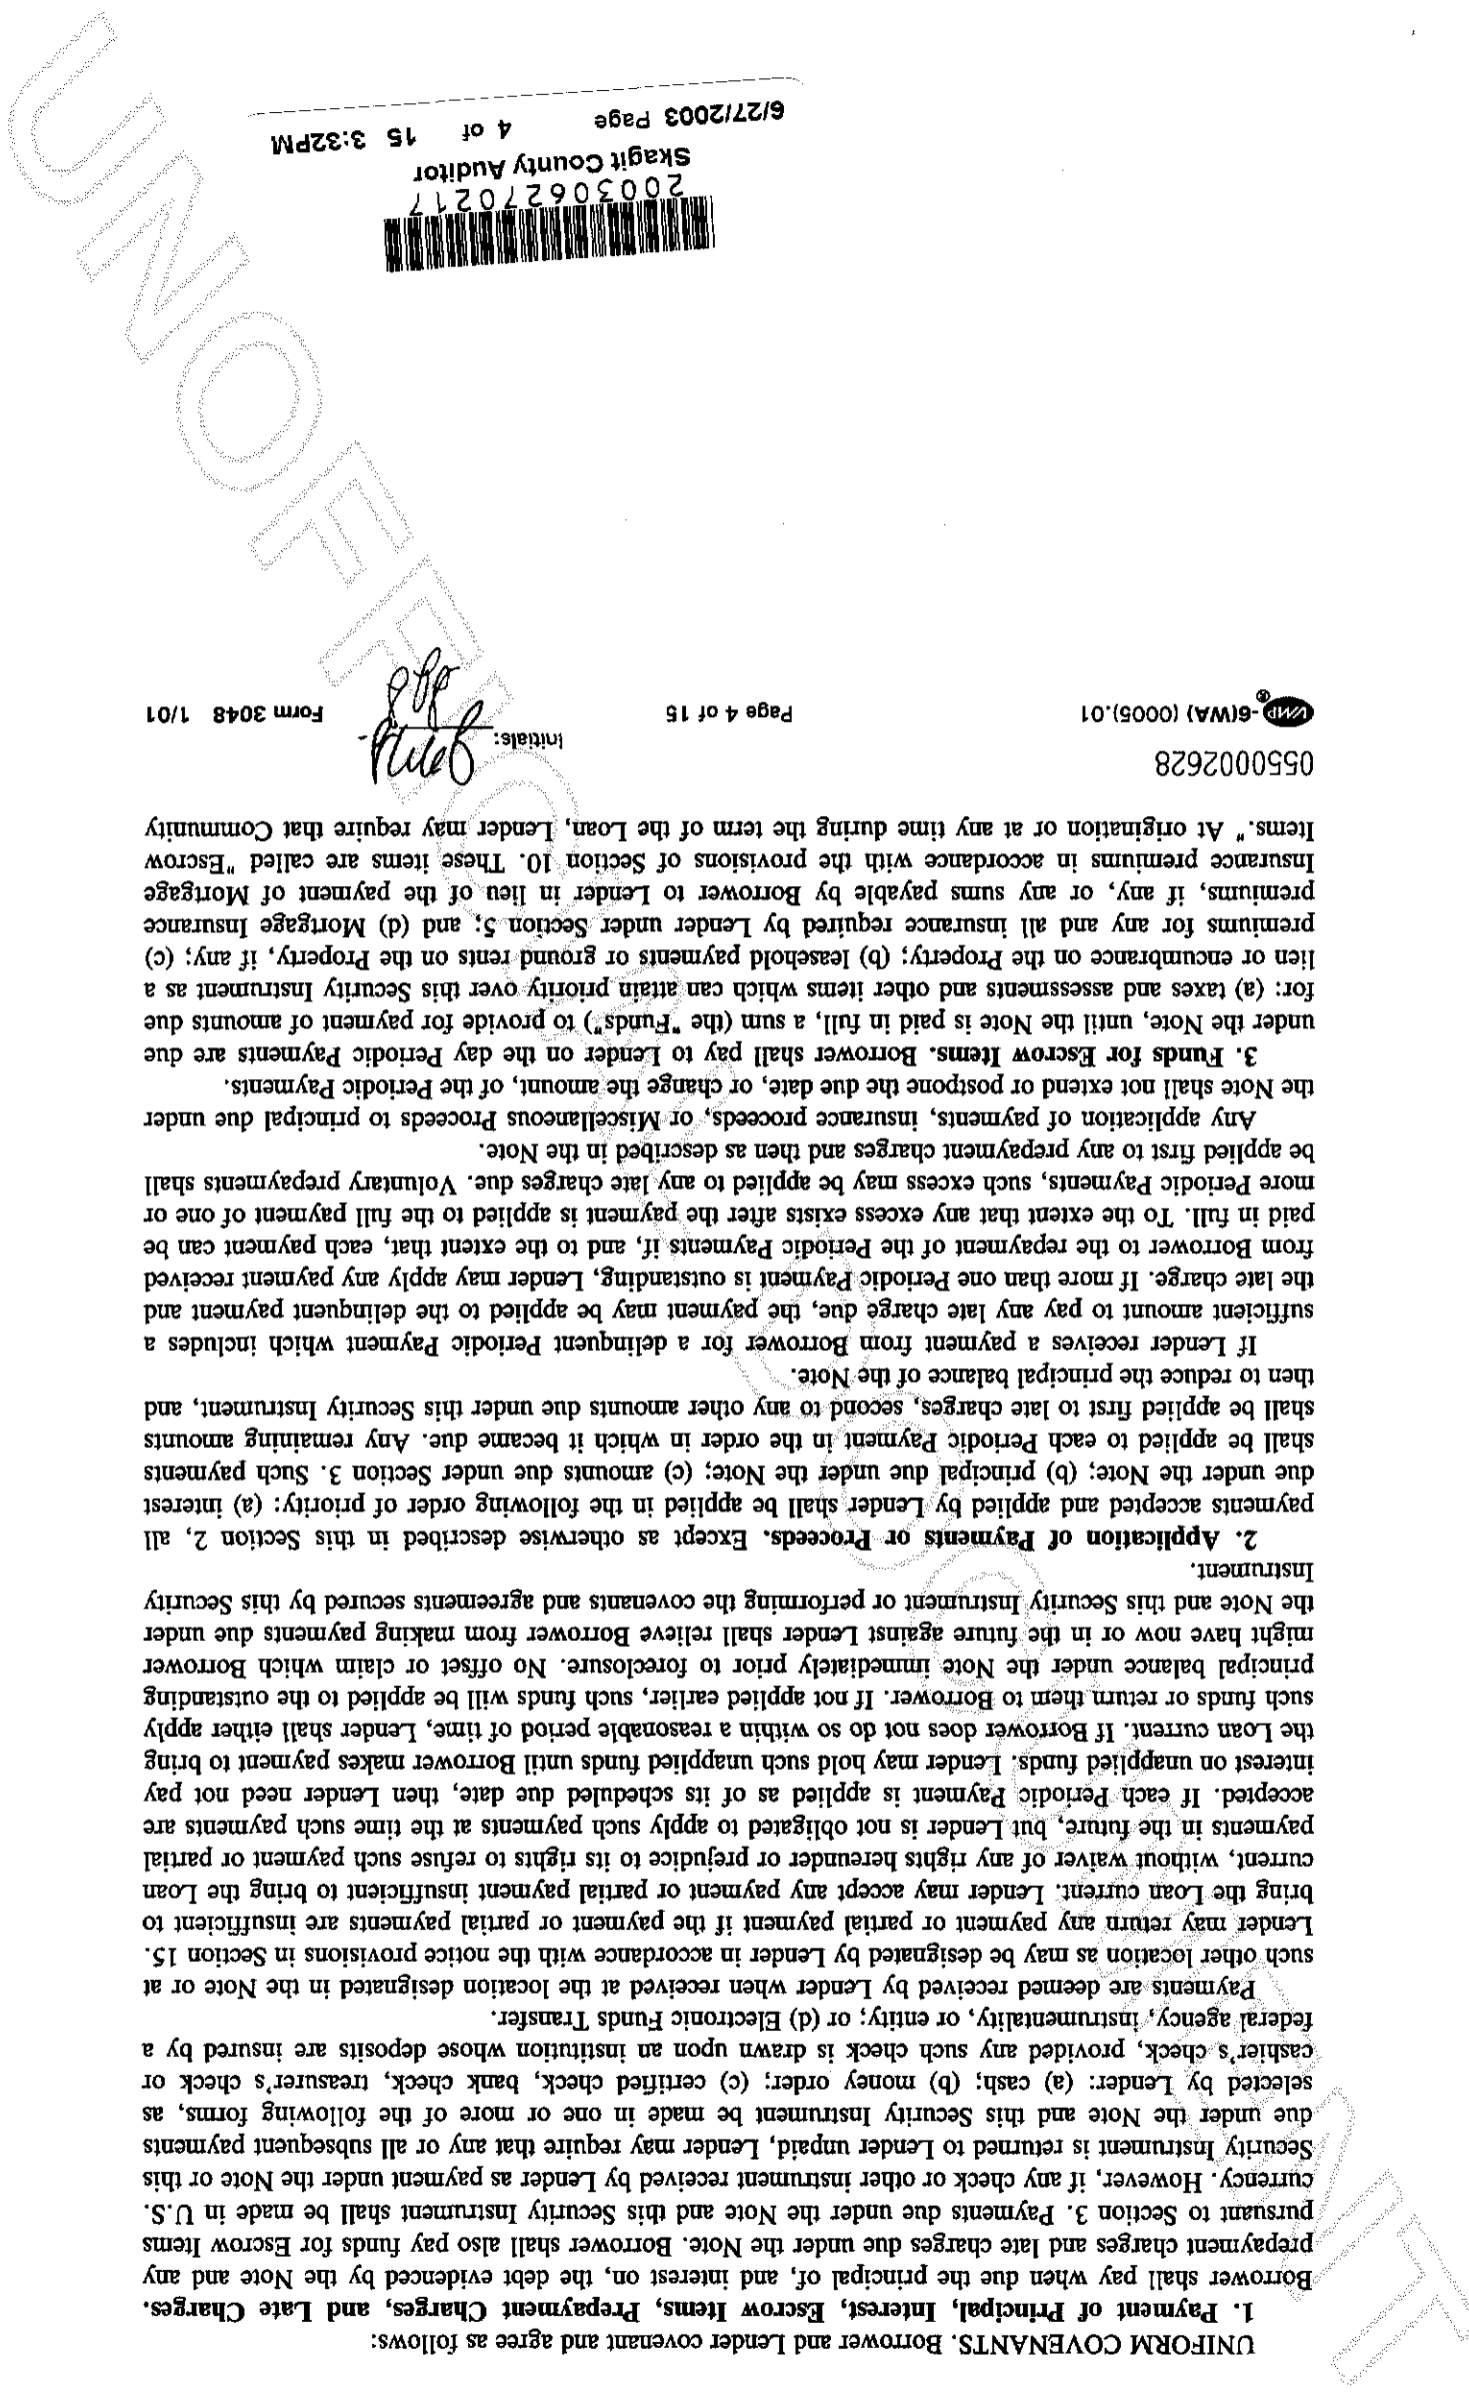 UNIFORM COVENANTS. Borrower and Lender covenant and agree as follows:
1. Payment of Principal, Interest, Escrow Items, Prepayment Charges, and Late Charges.
Borrower shall pay when due the principal of, and interest on, the debt evidenced by the Note and any
prepayment charges and late charges due under the Note. Borrower shall also pay funds for Escrow Items
pursuant to Section 3. Payments due under the Note and this Security Instrument shall be made in U.S.
currency. However, if any check or other instrument received by Lender as payment under the Note or this
Security Instrument is returned to Lender unpaid, Lender may require that any or all subsequent payments
due under the Note and this Security Instrument be made in one or more of the following forms, as
selected by Lender: (a) cash; (b) money order; (c) certified check, bank check, treasurer's check or
cashier's check, provided any such check is drawn upon an institution whose deposits are insured by a
federal agency, instrumentality, or entity; or (d) Electronic Funds Transfer.
Payments are deemed received by Lender when received at the location designated in the Note or at
such other location as may be designated by Lender in accordance with the notice provisions in Section 15.
Lender may return any payment or partial payment if the payment or partial payments are insufficient to
bring the Loan current. Lender may accept any payment or partial payment insufficient to bring the Loan
current, without waiver of any rights hereunder or prejudice to its rights to refuse such payment or partial
payments in the future, but Lender is not obligated to apply such payments at the time such payments are
accepted. If each Periodic Payment is applied as of its scheduled due date, then Lender need not pay
interest on unapplied funds. Lender may hold such unapplied funds until Borrower makes payment to bring
the Loan current. If Borrower does not do so within a reasonable period of time, Lender shall either apply
such funds or return them to Borrower. If not applied earlier, such funds will be applied to the outstanding
principal balance under the Note immediately prior to foreclosure. No offset or claim which Borrower
might have now or in the future against Lender shall relieve Borrower from making payments due under
the Note and this Security Instrument or performing the covenants and agreements secured by this Security
Instrument.
2. Application of Payments or Proceeds. Except as otherwise described in this Section 2, all
payments accepted and applied by Lender shall be applied in the following order of priority: (a) interest
due under the Note; (b) principal due under the Note; (c) amounts due under Section 3. Such payments
shall be applied to each Periodic Payment in the order in which it became due. Any remaining amounts
shall be applied first to late charges, second to any other amounts due under this Security Instrument, and
then to reduce the principal balance of the Note.
If Lender receives a payment from Borrower for a delinquent Periodic Payment which includes a
sufficient amount to pay any late charge due, the payment may be applied to the delinquent payment and
the late charge. If more than one Periodic Payment is outstanding, Lender may apply any payment received
from Borrower to the repayment of the Periodic Payments if, and to the extent that, each payment can be
paid in full. To the extent that any excess exists after the payment is applied to the full payment of one or
more Periodic Payments, such excess may be applied to any late charges due. Voluntary prepayments shall
be applied first to any prepayment charges and then as described in the Note.
Any application of payments, insurance proceeds, or Miscellaneous Proceeds to principal due under
the Note shall not extend or postpone the due date, or change the amount, of the Periodic Payments.
3. Funds for Escrow Items. Borrower shall pay to Lender on the day Periodic Payments are due
under the Note, until the Note is paid in full, a sum (the "Funds") to provide for payment of amounts due
for: (a) taxes and assessments and other items which can attain priority over this Security Instrument as a
lien or encumbrance on the Property; (b) leasehold payments or ground rents on the Property, if any; (c)
premiums for any and all insurance required by Lender under Section 5; and (d) Mortgage Insurance
premiums, if any, or any sums payable by Borrower to Lender in lieu of the payment of Mortgage
Insurance premiums in accordance with the provisions of Section 10. These items are called "Escrow
Items." At origination or at any time during the term of the Loan, Lender may require that Community
0550002628
Initials:
VMP®-6(WA) (0005).01 Page 4 of 15 Form 3048 1/01
200306270217
Skagit County Auditor
6/27/2003 Page 4 of 15 3:32PM
UNOFFICIAL DOCUMENT